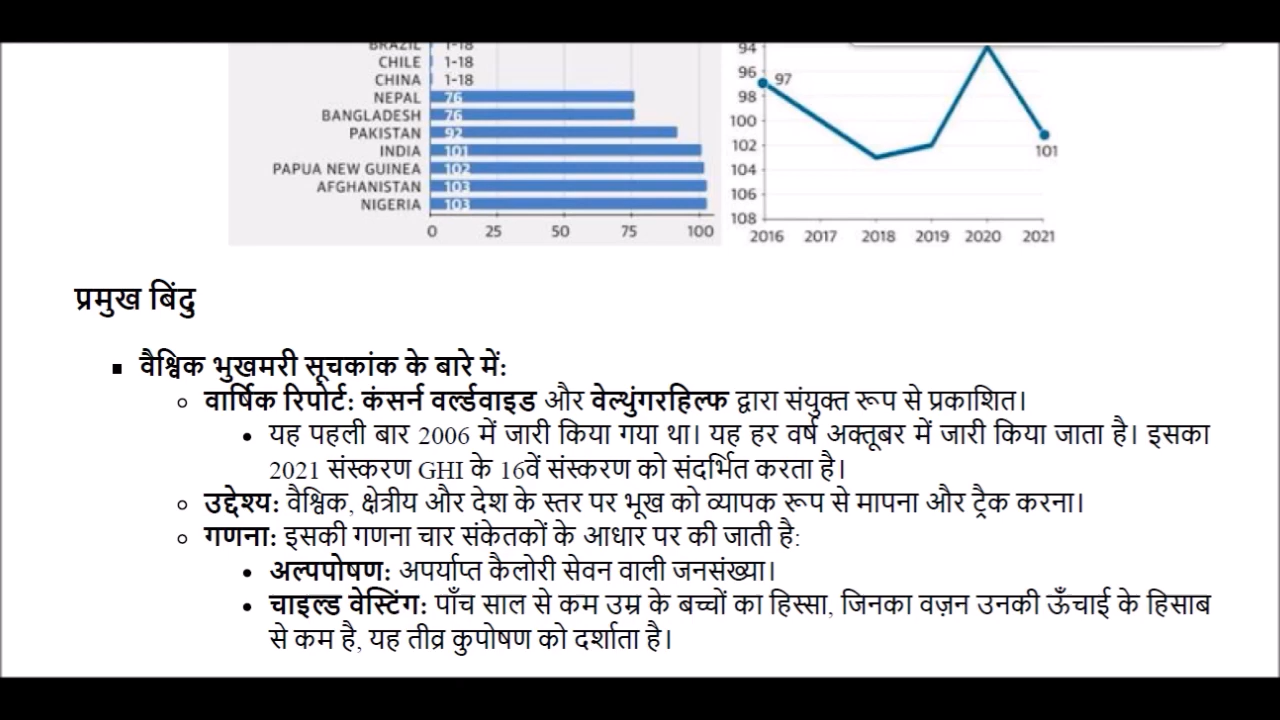 BRAZIL 1-18
CHILE 1-18
CHINA 1-18
NEPAL 76
BANGLADESH 76
PAKISTAN 92
INDIA 101
PAPUA NEW GUINEA 102
AFGHANISTAN 103
NIGERIA 103
0 25 50 75 100
94
96
97
98
100
102
101
104
106
108
2016 2017 2018 2019 2020 2021
प्रमुख बिंदु
वैश्विक भुखमरी सूचकांक के बारे में:
वार्षिक रिपोर्ट: कंसर्न वर्ल्डवाइड और वेल्थुंगरहिल्फ द्वारा संयुक्त रूप से प्रकाशित।
यह पहली बार 2006 में जारी किया गया था। यह हर वर्ष अक्तूबर में जारी किया जाता है। इसका
2021 संस्करण GHI के 16वें संस्करण को संदर्भित करता है।
उद्देश्य: वैश्विक, क्षेत्रीय और देश के स्तर पर भूख को व्यापक रूप से मापना और ट्रैक करना।
गणना: इसकी गणना चार संकेतकों के आधार पर की जाती है:
अल्पपोषण: अपर्याप्त कैलोरी सेवन वाली जनसंख्या।
चाइल्ड वेस्टिंग: पाँच साल से कम उम्र के बच्चों का हिस्सा, जिनका वज़न उनकी ऊँचाई के हिसाब
से कम है, यह तीव्र कुपोषण को दर्शाता है।